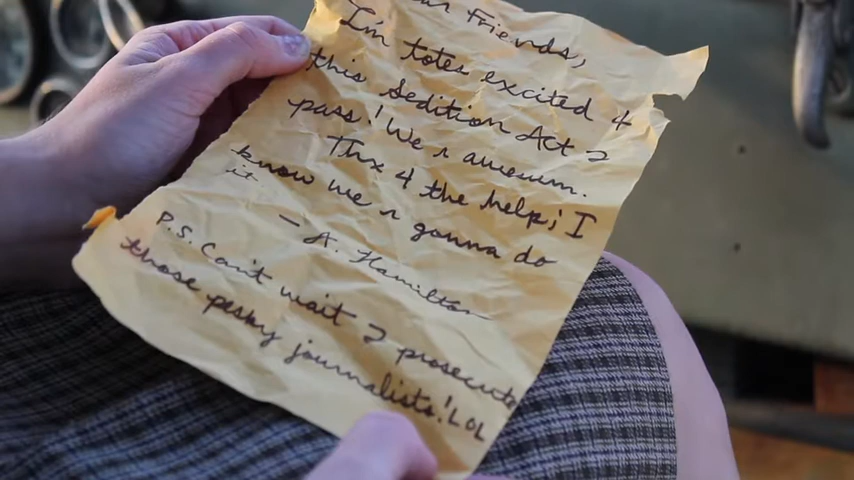 Friends,
I'm totes excited 4
this Sedition Act 2
pass! We r awesum.
Thx 4 the help; I
know we r gonna do
it.
- A. Hamilton
P.S. Can't wait 2 prosecute
those pesky journalists! LOL